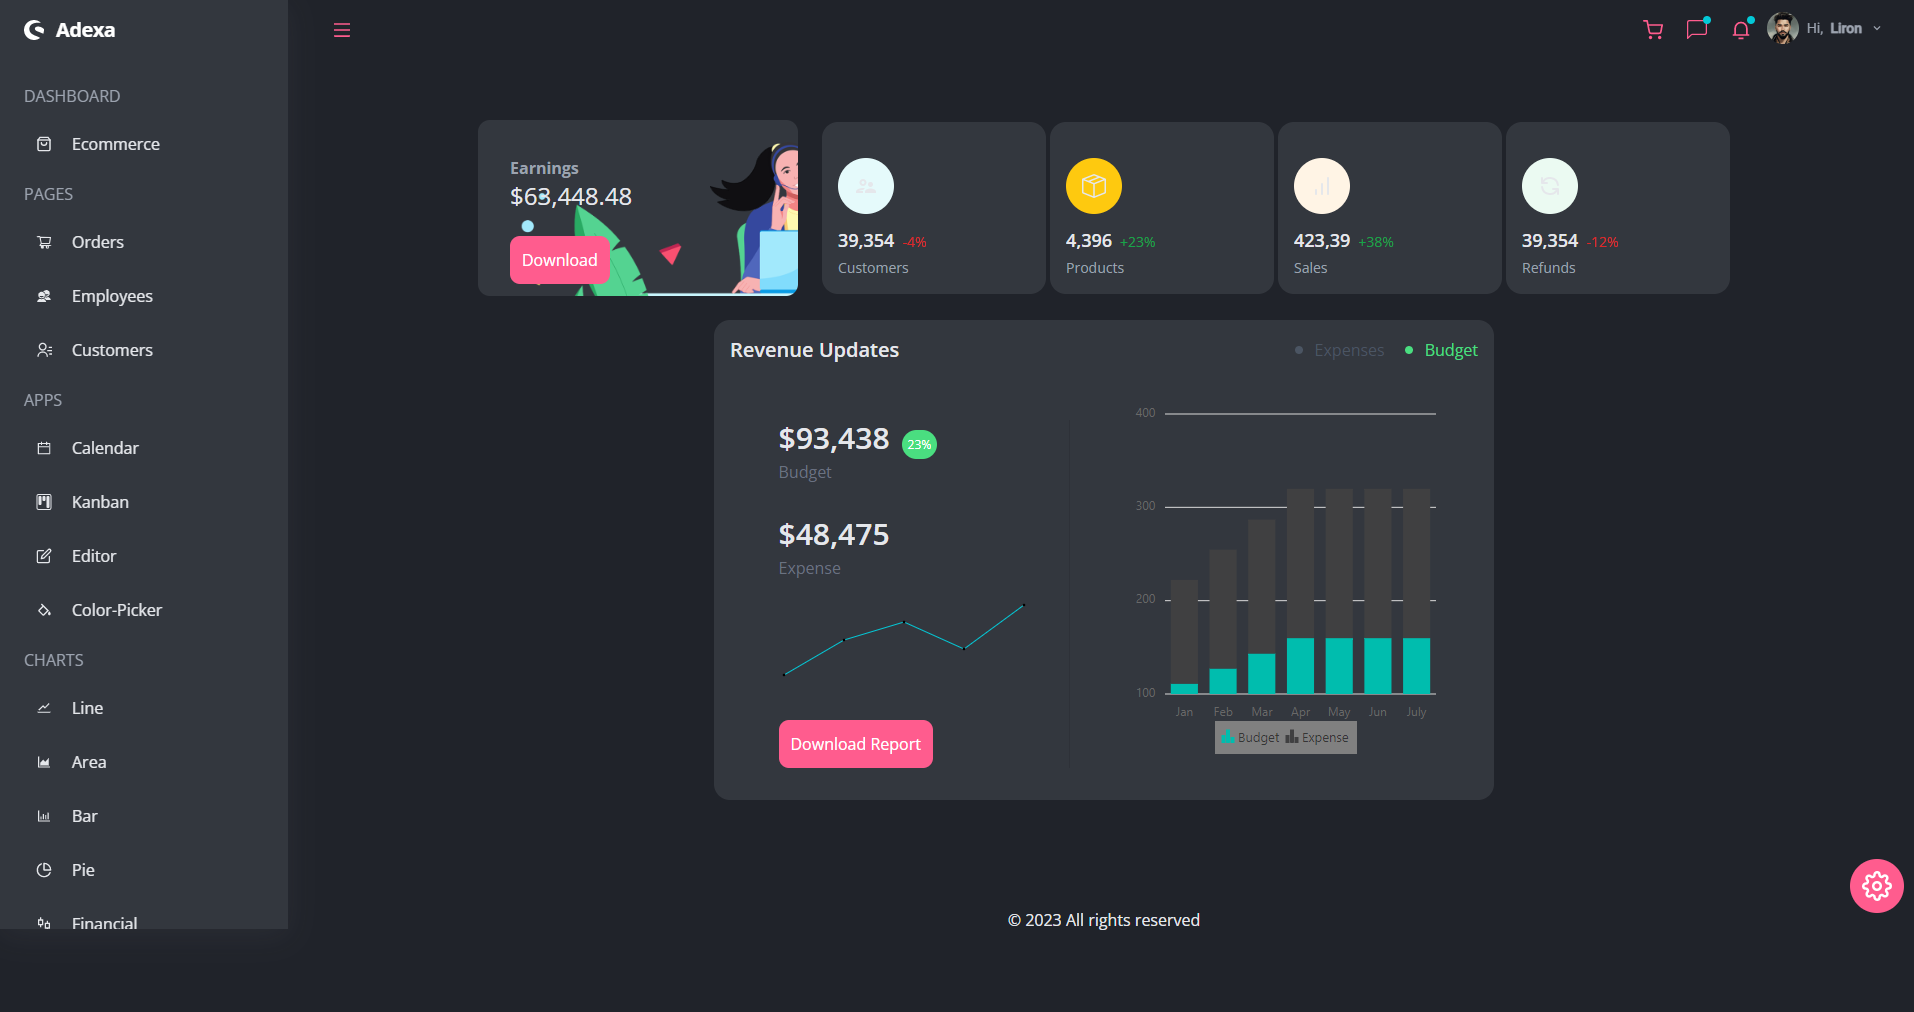 Adexa
DASHBOARD
Ecommerce
PAGES
Orders
Employees
Customers
APPS
Calendar
Kanban
Editor
Color-Picker
CHARTS
Line
Area
Bar
Pie
Financial
Hi, Liron
Earnings
$63,448.48
Download
39,354 -4%
Customers
4,396 +23%
Products
423,39 +38%
Sales
39,354 -12%
Refunds
Revenue Updates
Expenses
Budget
$93,438 23%
Budget
$48,475
Expense
Download Report
400
300
200
100
Jan Feb Mar Apr May Jun July
Budget Expense
© 2023 All rights reserved